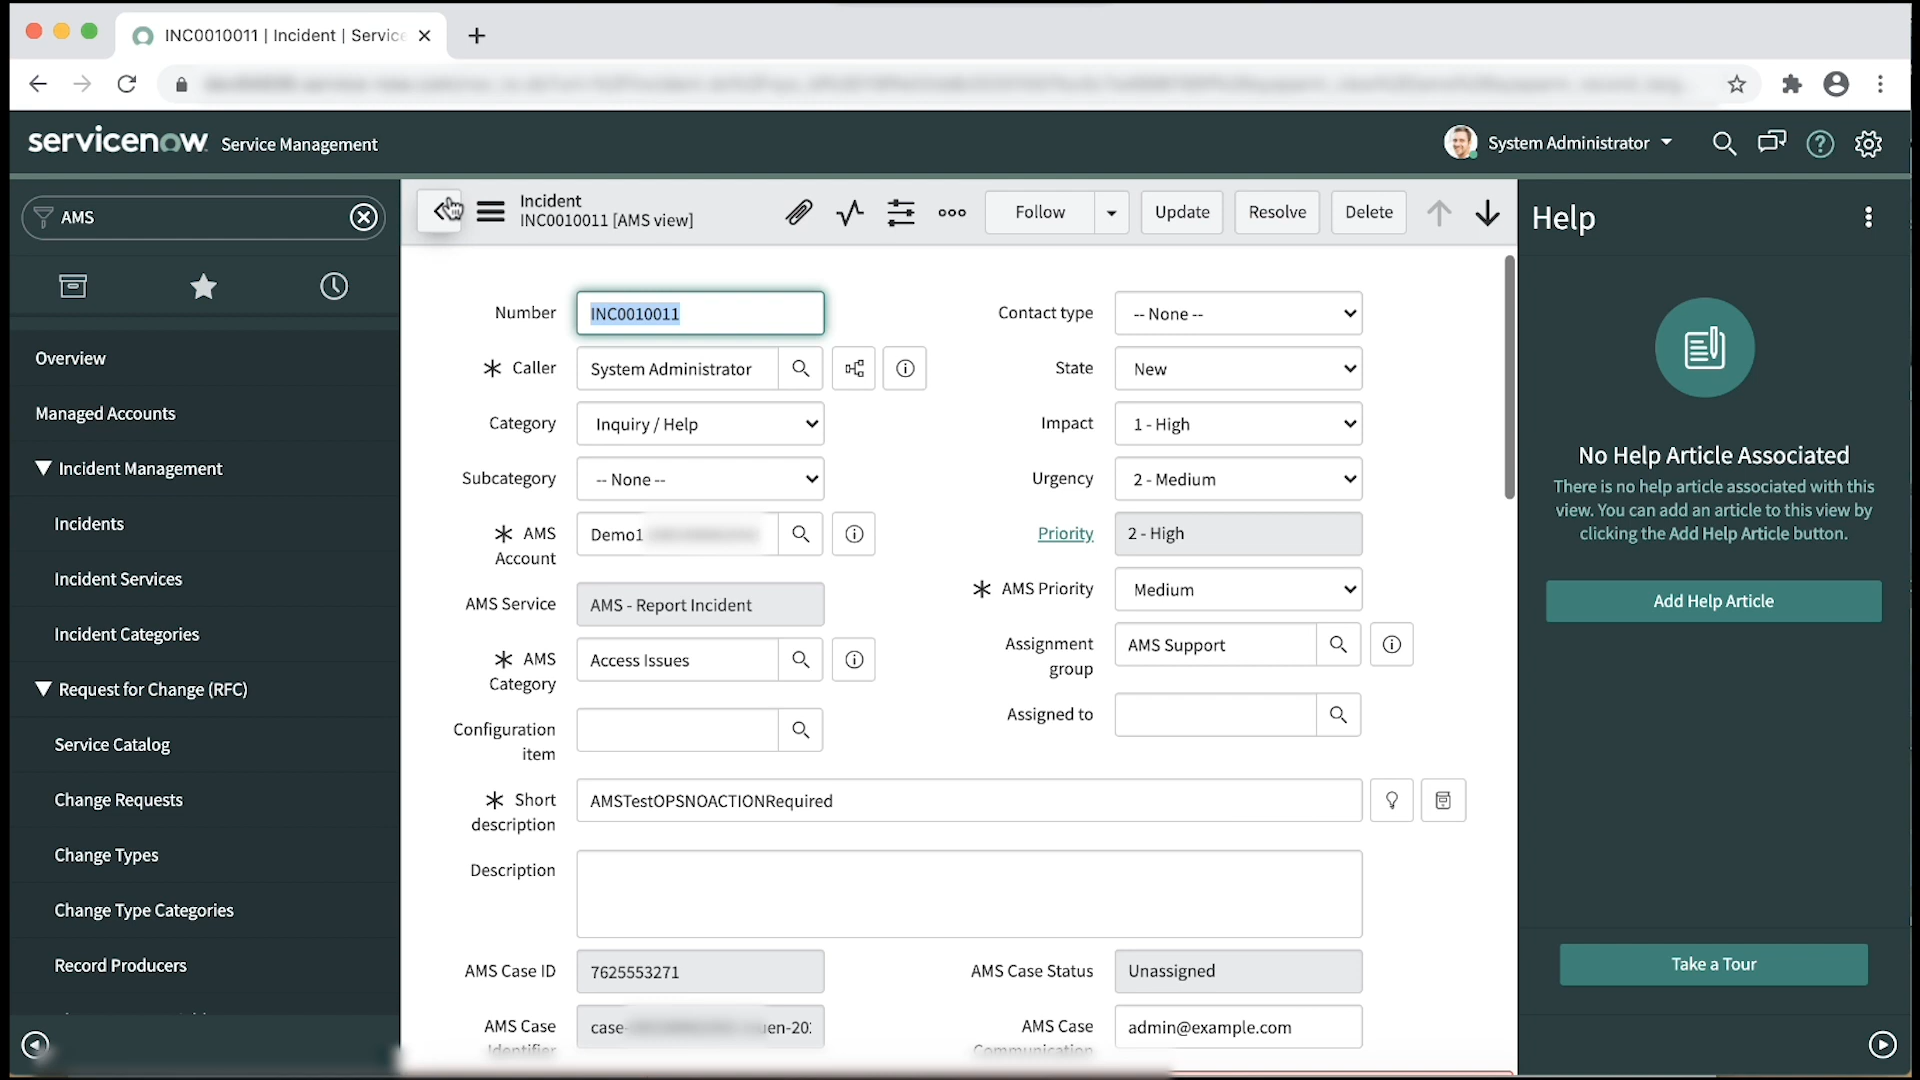 INC0010011 | Incident | Service
servicenow Service Management
System Administrator
AMS
Overview
Managed Accounts
Incident Management
Incidents
Incident Services
Incident Categories
Request for Change (RFC)
Service Catalog
Change Requests
Change Types
Change Type Categories
Record Producers
Incident
INC0010011 [AMS view]
Follow
Update
Resolve
Delete
Number
INC0010011
Caller
System Administrator
Category
Inquiry / Help
Subcategory
-- None --
AMS
Account
Demo1
AMS Service
AMS - Report Incident
AMS
Category
Access Issues
Configuration
item
Contact type
-- None --
State
New
Impact
1 - High
Urgency
2 - Medium
Priority
2 - High
AMS Priority
Medium
Assignment
group
AMS Support
Assigned to
Short
description
AMSTestOPSNOACTIONRequired
Description
AMS Case ID
7625553271
AMS Case Status
Unassigned
AMS Case
Identifier
case-
en-20
AMS Case
Communication
admin@example.com
Help
No Help Article Associated
There is no help article associated with this
view. You can add an article to this view by
clicking the Add Help Article button.
Add Help Article
Take a Tour